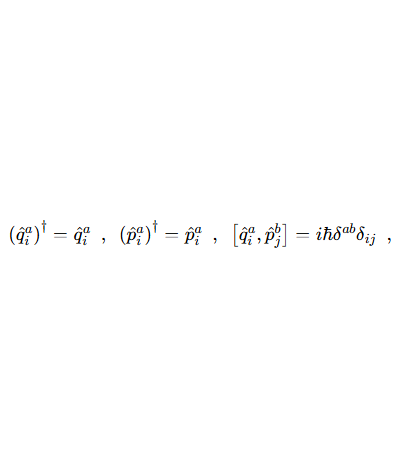 (q̂ᵢᵃ)† = q̂ᵢᵃ , (p̂ᵢᵃ)† = p̂ᵢᵃ , [q̂ᵢᵃ, p̂ⱼᵇ] = iħδᵃᵇδᵢⱼ ,